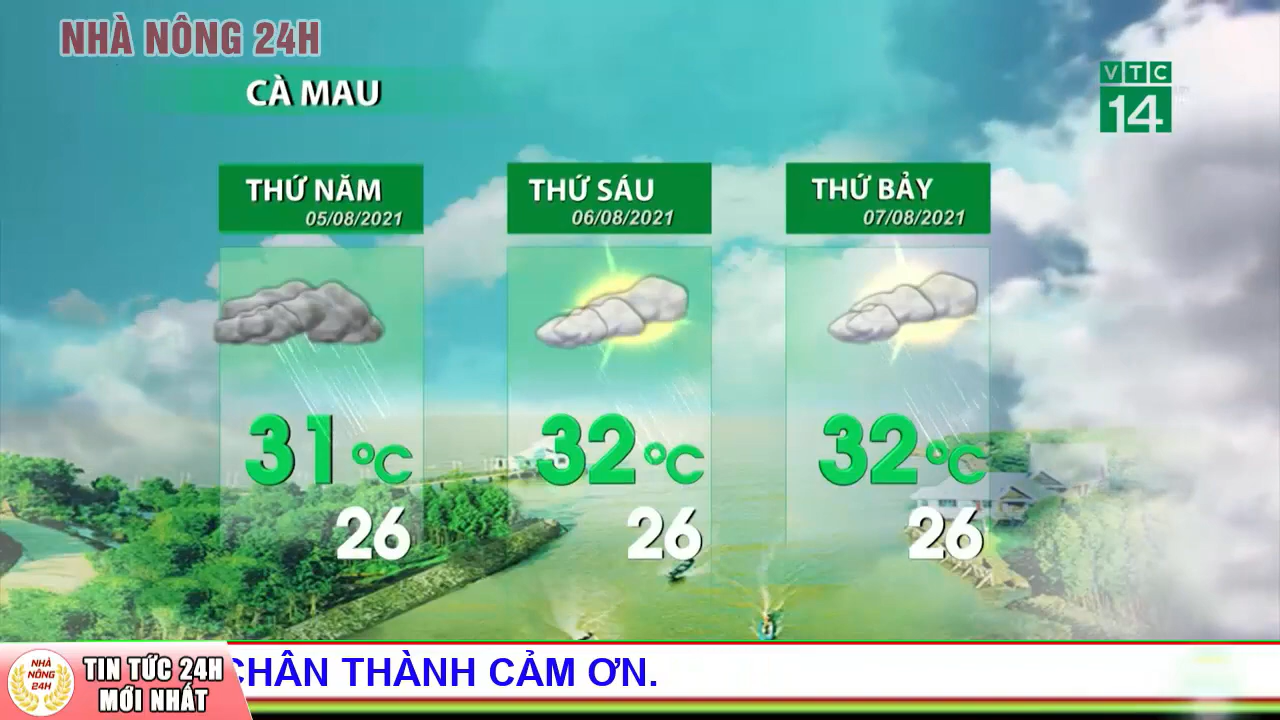 NHÀ NÔNG 24H
CÀ MAU
VTC
14
THỨ NĂM
05/08/2021
THỨ SÁU
06/08/2021
THỨ BẢY
07/08/2021
31°C
32°C
32°C
26
26
26
NHÀ
NÔNG
24H
TIN TỨC 24H
MỚI NHẤT
CHÂN THÀNH CẢM ƠN.